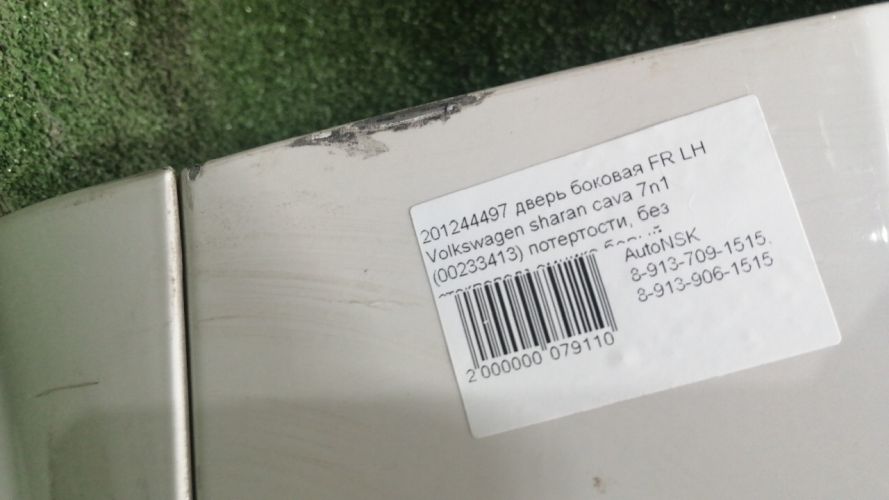 201244497 дверь боковая FR LH
Volkswagen sharan cava 7n1
(00233413) потертости, без
AutoNSK
8-913-709-1515,
8-913-906-1515
2 000000 079110